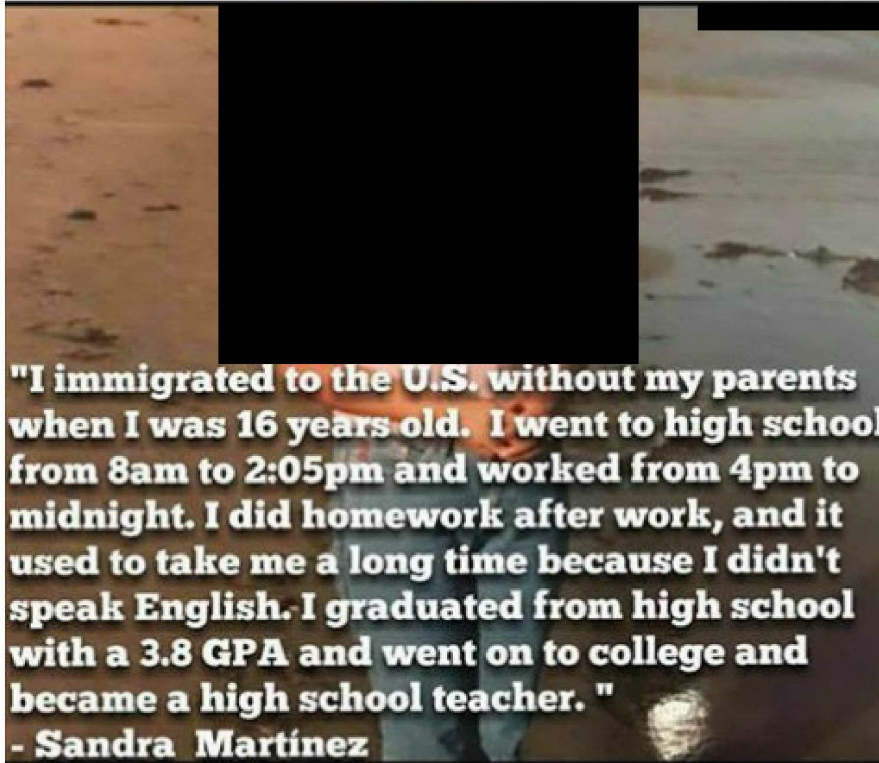 "I immigrated to the U.S. without my parents
when I was 16 years old.  I went to high school
from 8am to 2:05pm and worked from 4pm to
midnight. I did homework after work, and it
used to take me a long time because I didn't
speak English. I graduated from high school
with a 3.8 GPA and went on to college and
became a high school teacher. "
- Sandra  Martínez